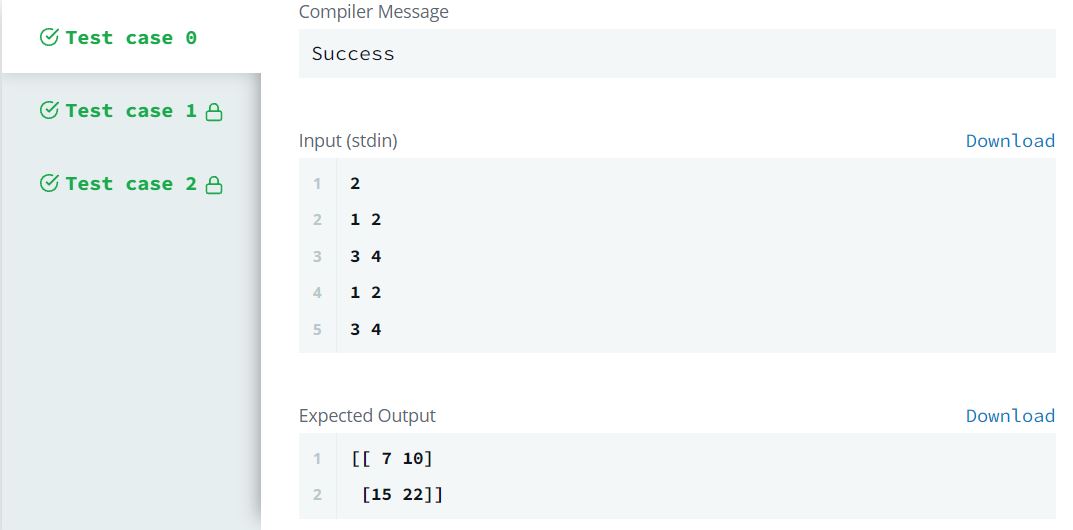 Test case 0
Test case 1
Test case 2
Compiler Message
Success
Input (stdin)
Download
1 2
2 1 2
3 3 4
4 1 2
5 3 4
Expected Output
Download
1 [[ 7 10]
2 [15 22]]